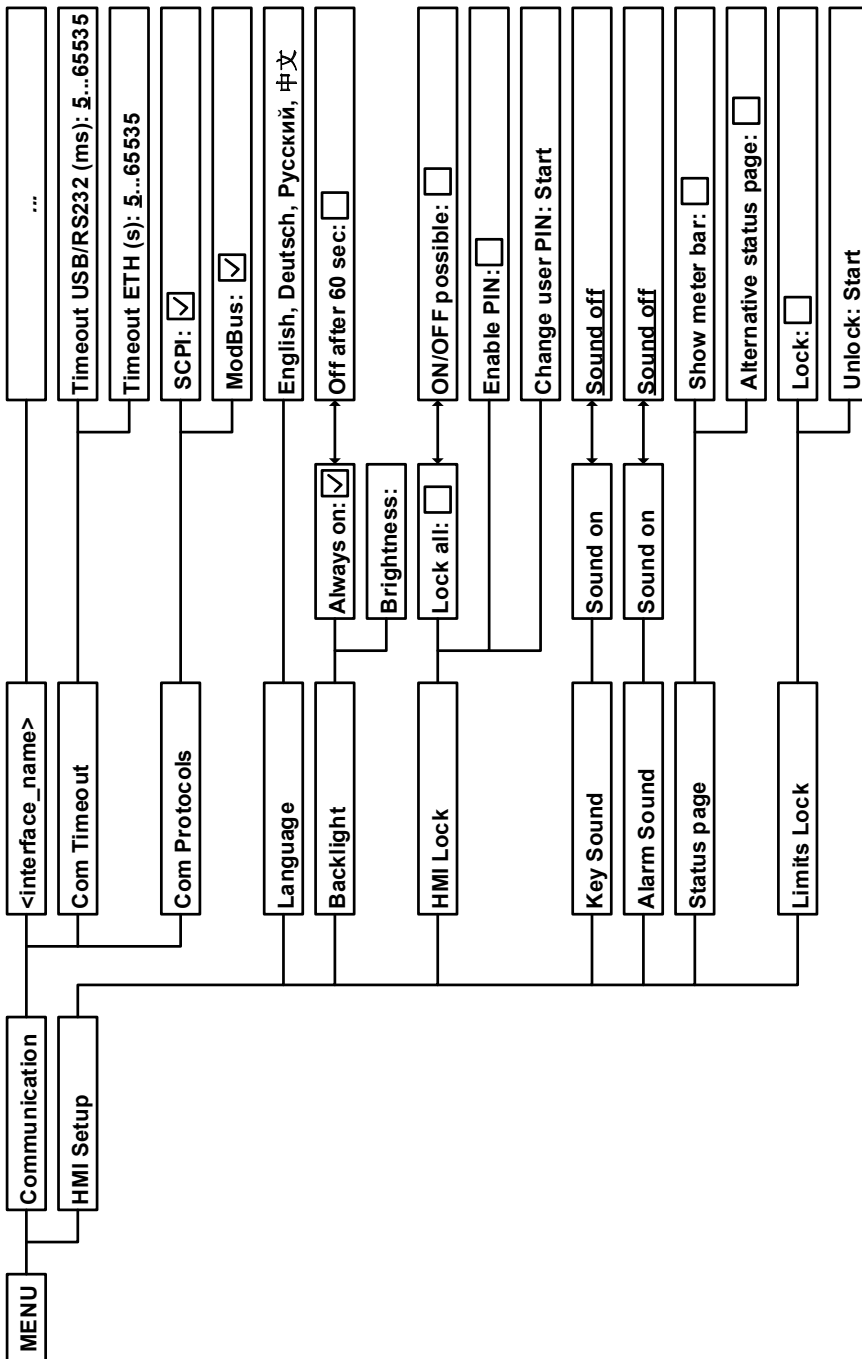 MENU
Communication
<interface_name>
...
Com Timeout
Timeout USB/RS232 (ms): 5...65535
Timeout ETH (s): 5...65535
Com Protocols
SCPI:
ModBus:
HMI Setup
Language
English, Deutsch, Русский, 中文
Backlight
Always on:
Off after 60 sec:
Brightness:
HMI Lock
Lock all:
ON/OFF possible:
Enable PIN:
Change user PIN: Start
Key Sound
Sound on
Sound off
Alarm Sound
Sound on
Sound off
Status page
Show meter bar:
Alternative status page:
Limits Lock
Lock:
Unlock: Start